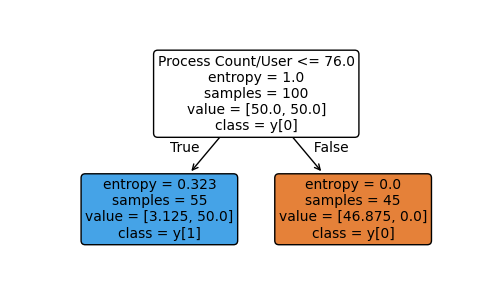 Process Count/User <= 76.0
entropy = 1.0
samples = 100
value = [50.0, 50.0]
class = y[0]
True
False
entropy = 0.323
samples = 55
value = [3.125, 50.0]
class = y[1]
entropy = 0.0
samples = 45
value = [46.875, 0.0]
class = y[0]